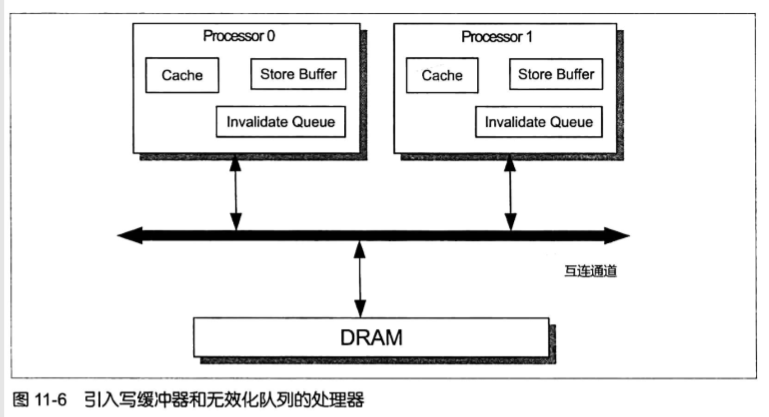 Processor 0
Processor 1
Cache
Store Buffer
Cache
Store Buffer
Invalidate Queue
Invalidate Queue
互连通道
DRAM
图 11-6 引入写缓冲器和无效化队列的处理器